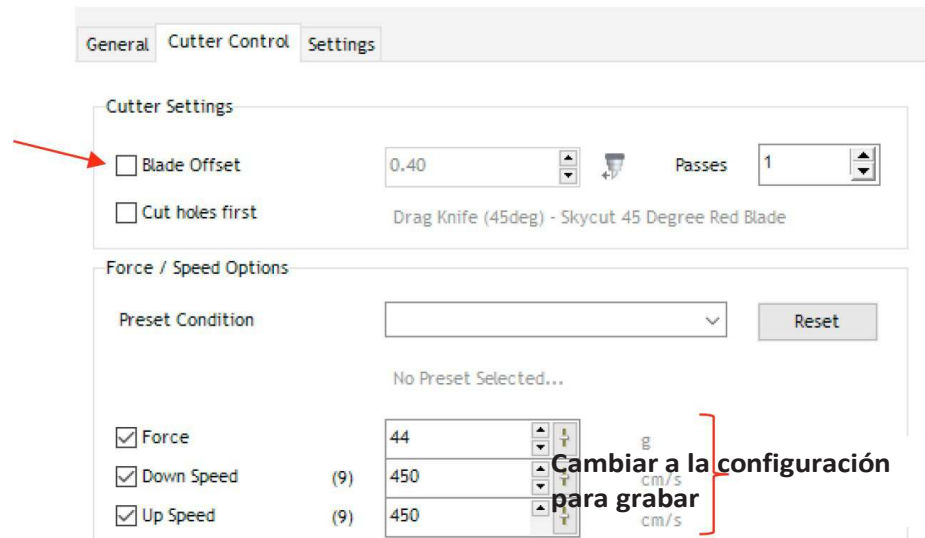 General Cutter Control Settings
Cutter Settings
Blade Offset 0.40 Passes 1
Cut holes first Drag Knife (45deg) - Skycut 45 Degree Red Blade
Force / Speed Options
Preset Condition Reset
No Preset Selected...
Force 44 g
Down Speed (9) 450 cm/s
Up Speed (9) 450 cm/s
Cambiar a la configuración
para grabar